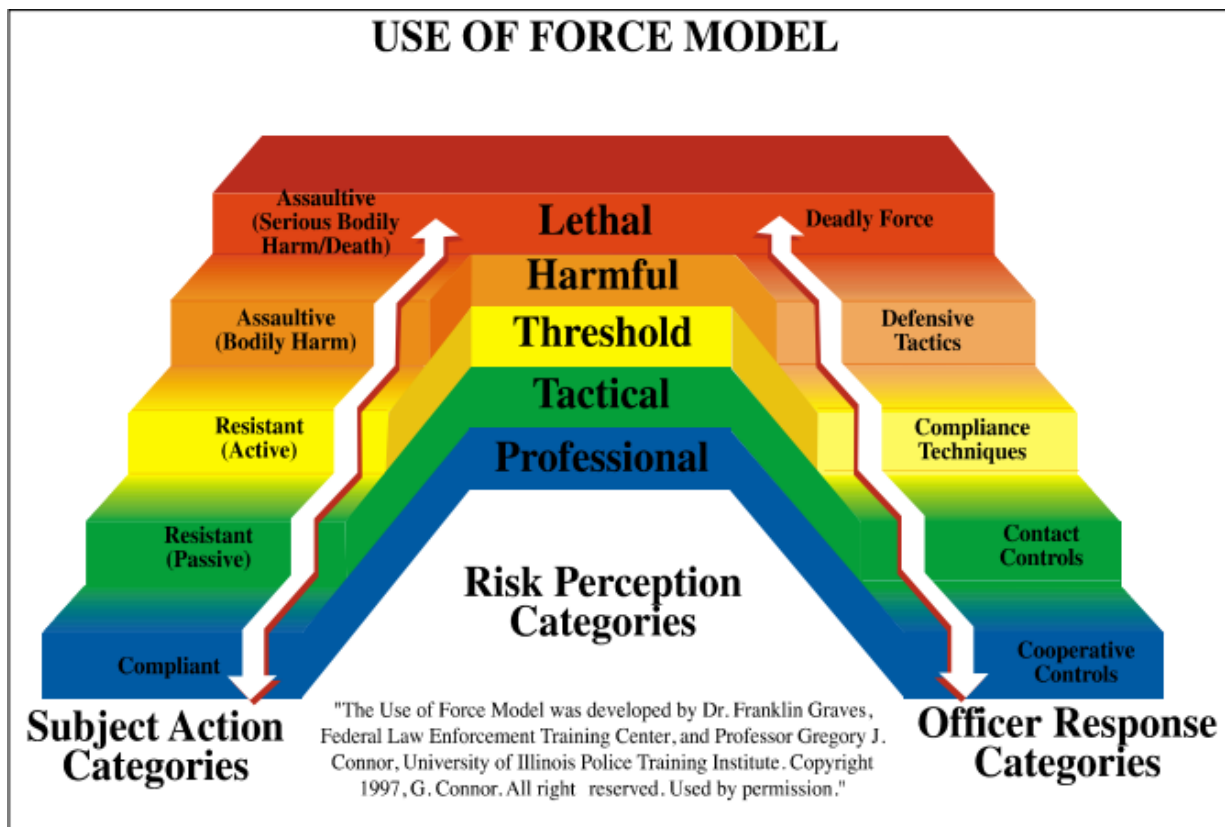 USE OF FORCE MODEL
Assaultive
(Serious Bodily
Harm/Death)
Lethal
Deadly Force
Assaultive
(Bodily Harm)
Harmful
Defensive
Tactics
Resistant
(Active)
Threshold
Compliance
Techniques
Resistant
(Passive)
Tactical
Contact
Controls
Compliant
Professional
Cooperative
Controls
Subject Action
Categories
Risk Perception
Categories
Officer Response
Categories
"The Use of Force Model was developed by Dr. Franklin Graves,
Federal Law Enforcement Training Center, and Professor Gregory J.
Connor, University of Illinois Police Training Institute. Copyright
1997, G. Connor. All right reserved. Used by permission."